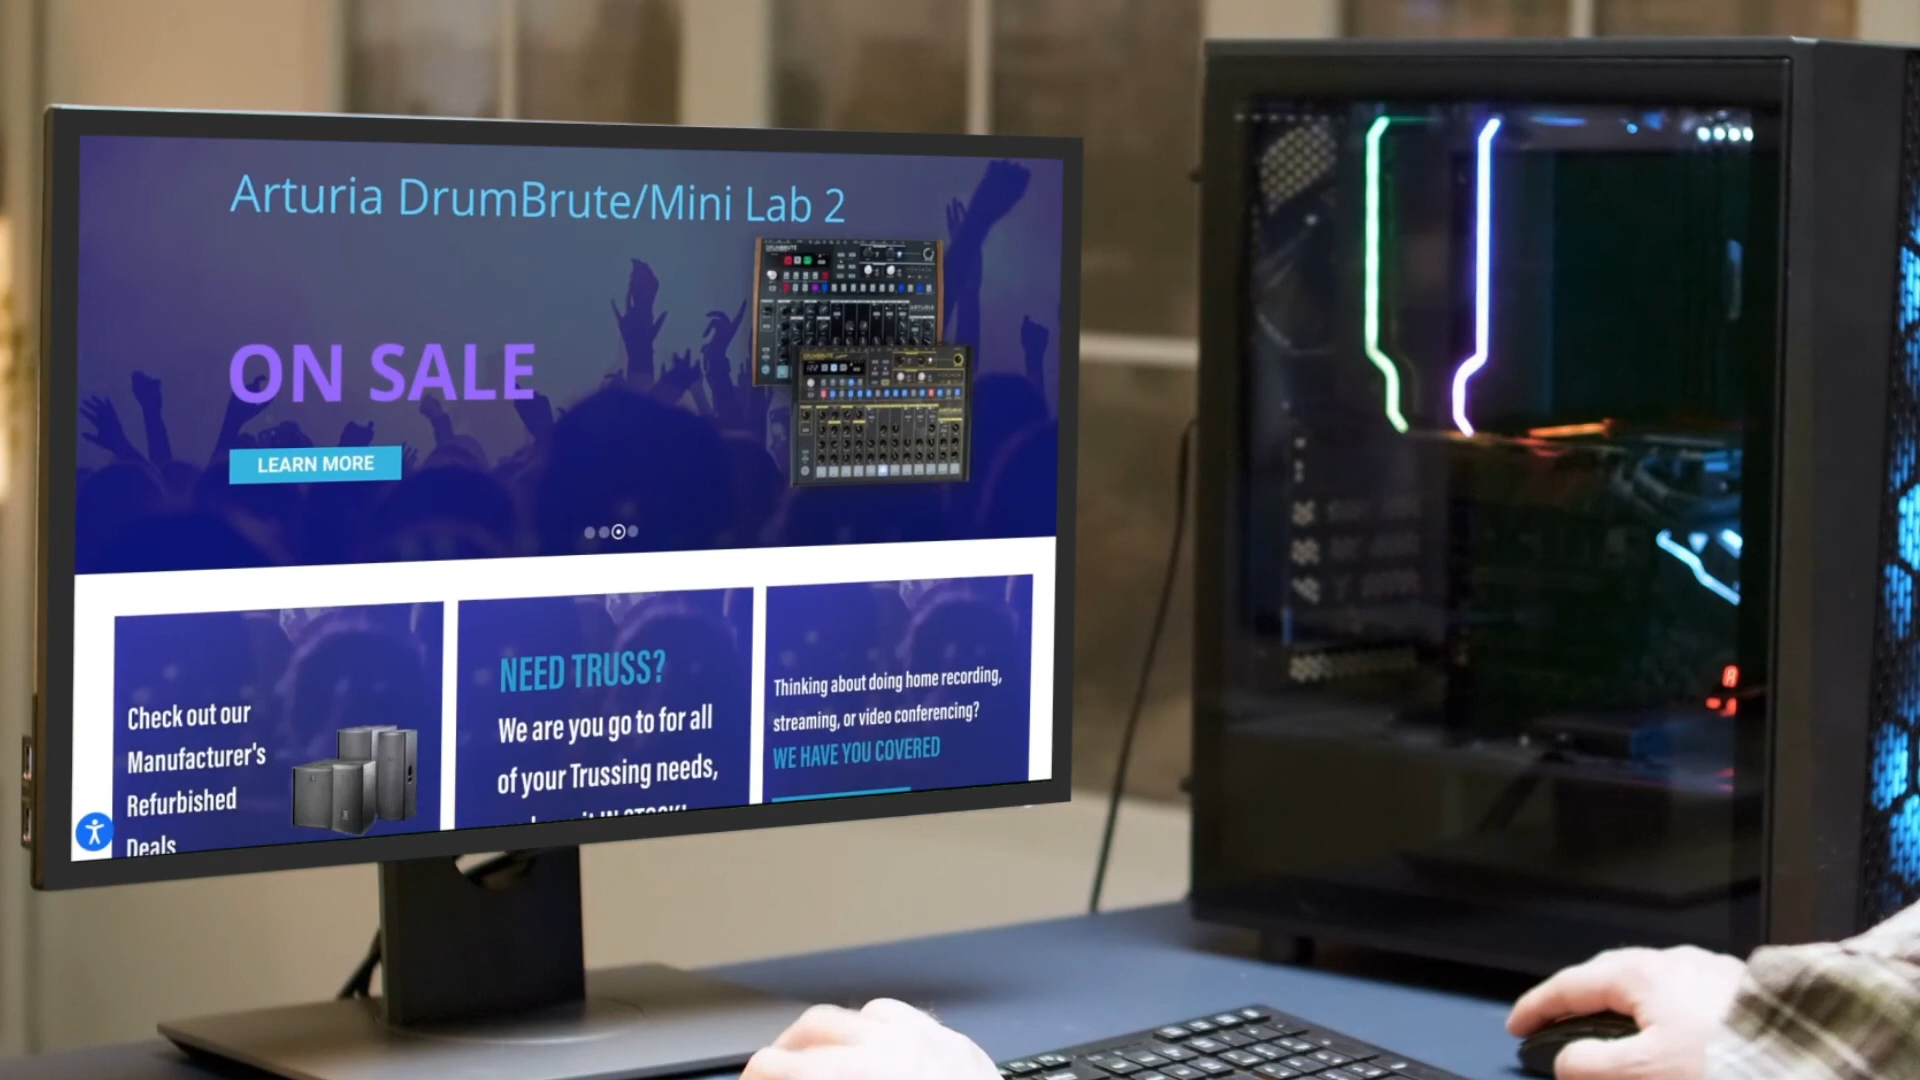 Arturia DrumBrute/Mini Lab 2
ON SALE
LEARN MORE
Check out our
Manufacturer's
Refurbished
Deals
NEED TRUSS?
We are you go to for all
of your Trussing needs,
Thinking about doing home recording,
streaming, or video conferencing?
WE HAVE YOU COVERED